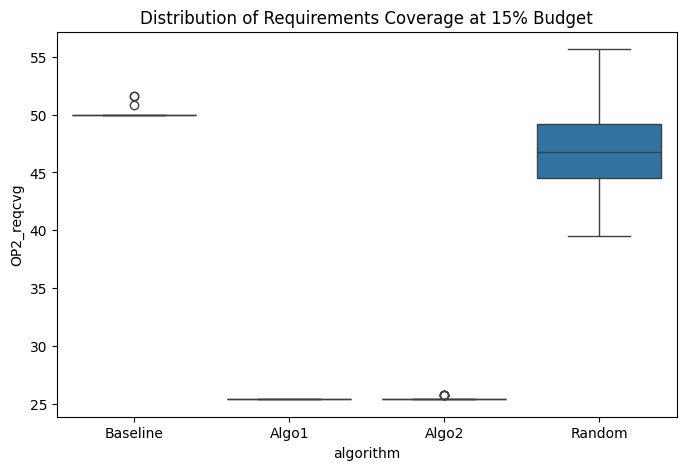 Distribution of Requirements Coverage at 15% Budget
OP2_reqcvg
55
50
45
40
35
30
25
Baseline
Algo1
Algo2
Random
algorithm